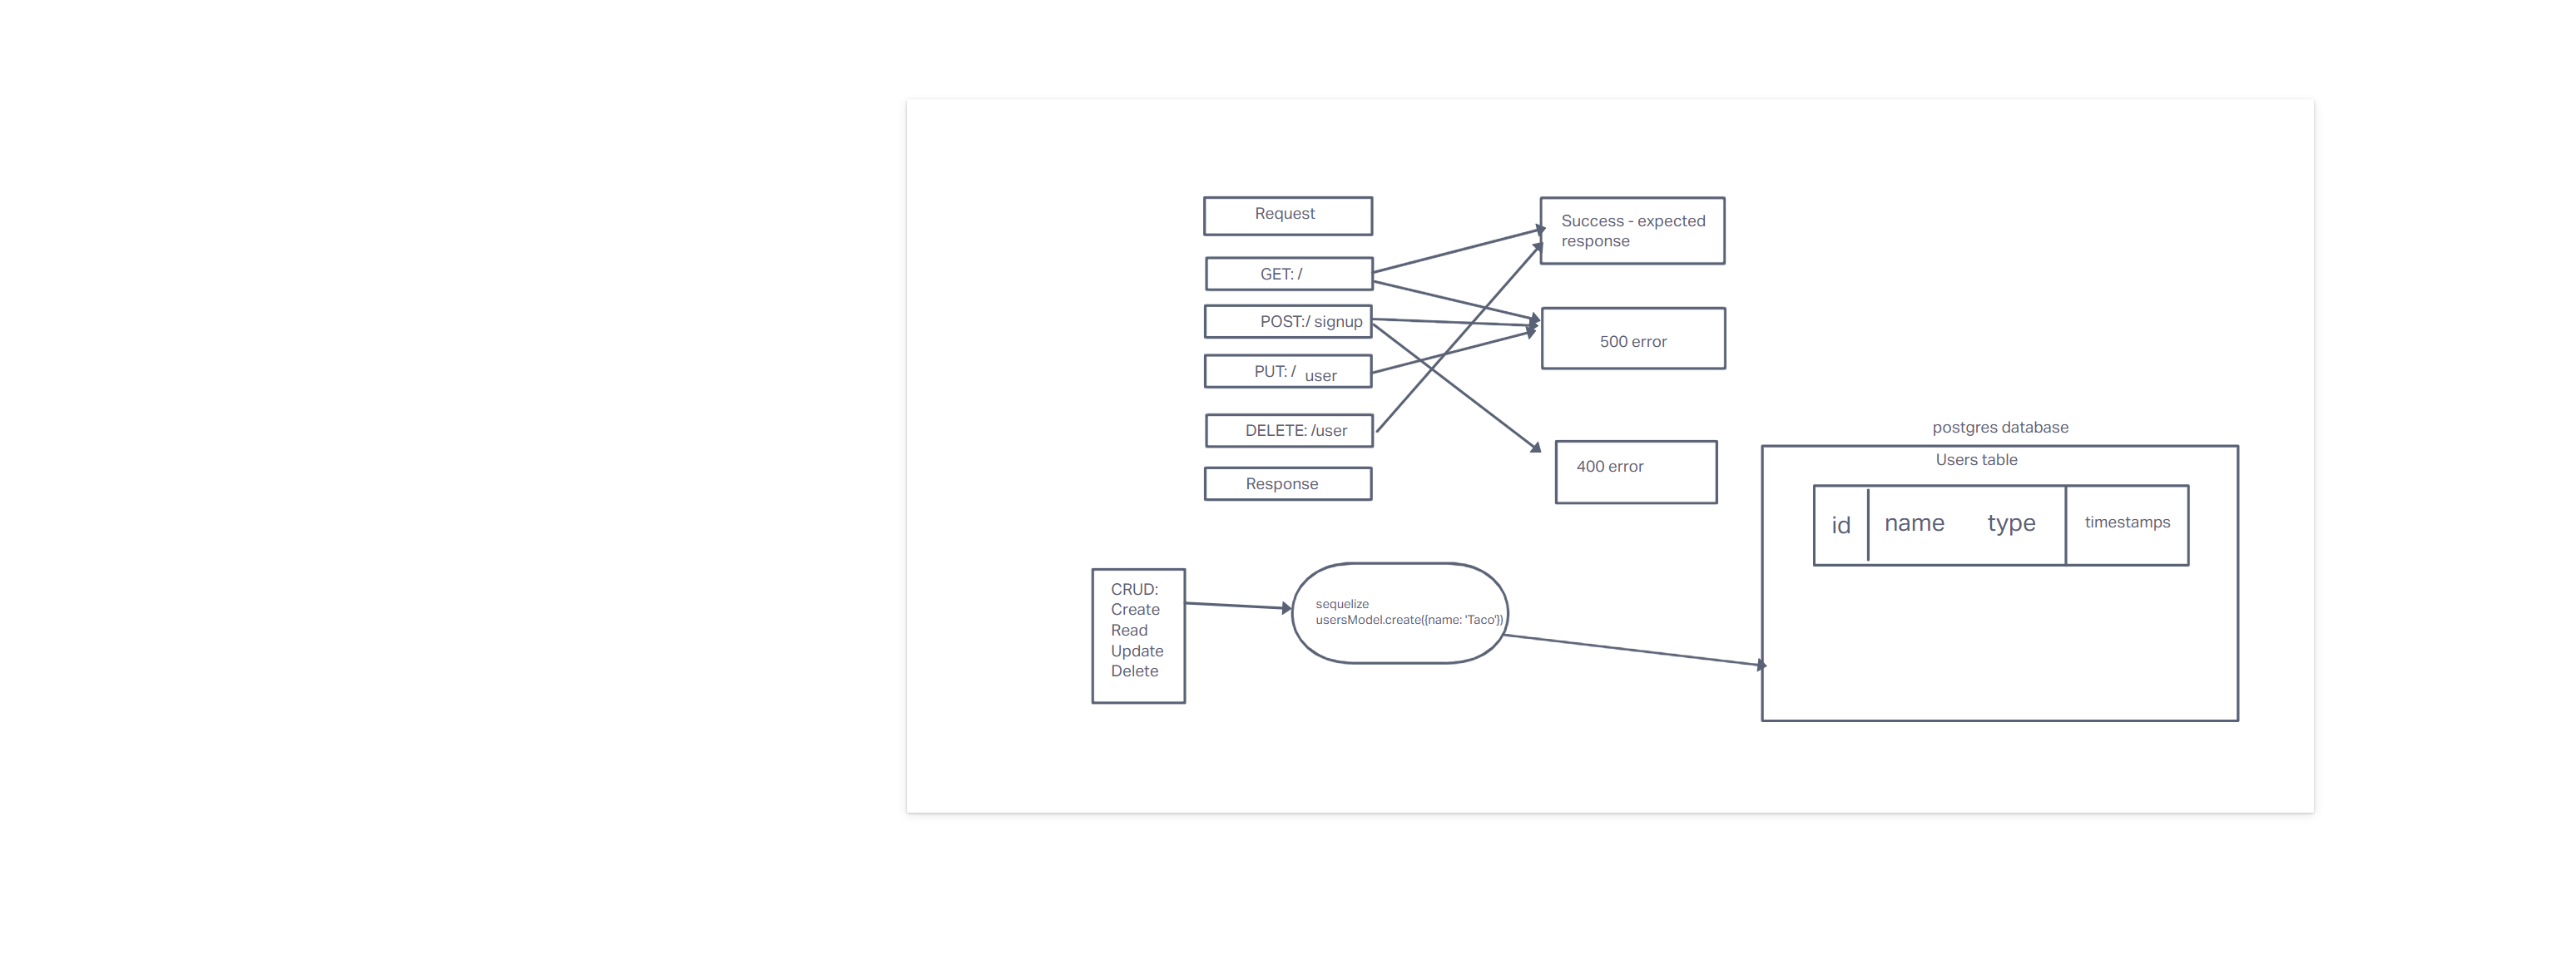 Request
Success - expected
response
GET: /
POST:/ signup
500 error
PUT: / user
DELETE: /user
postgres database
Users table
400 error
Response
id name type timestamps
CRUD:
Create
Read
Update
Delete
sequelize
usersModel.create({name: 'Taco'})